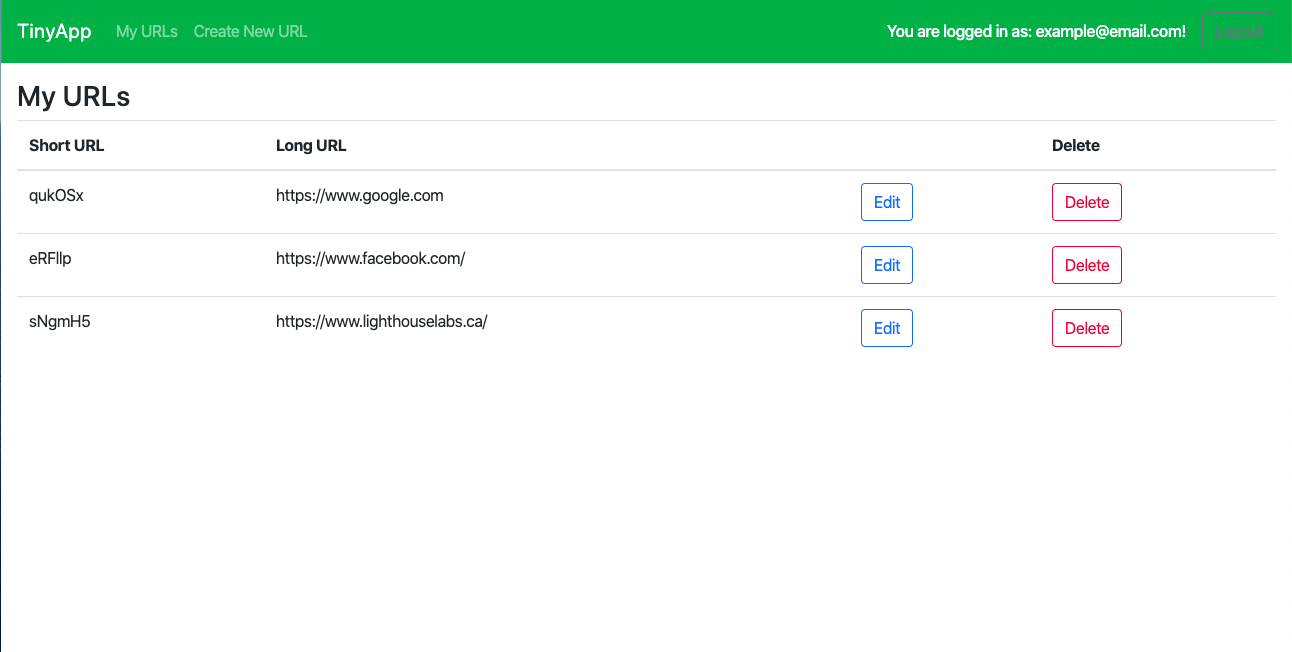 TinyApp My URLs Create New URL You are logged in as: example@email.com! Logout
My URLs
Short URL Long URL Delete
qukOSx https://www.google.com Edit Delete
eRFllp https://www.facebook.com/ Edit Delete
sNgmH5 https://www.lighthouselabs.ca/ Edit Delete